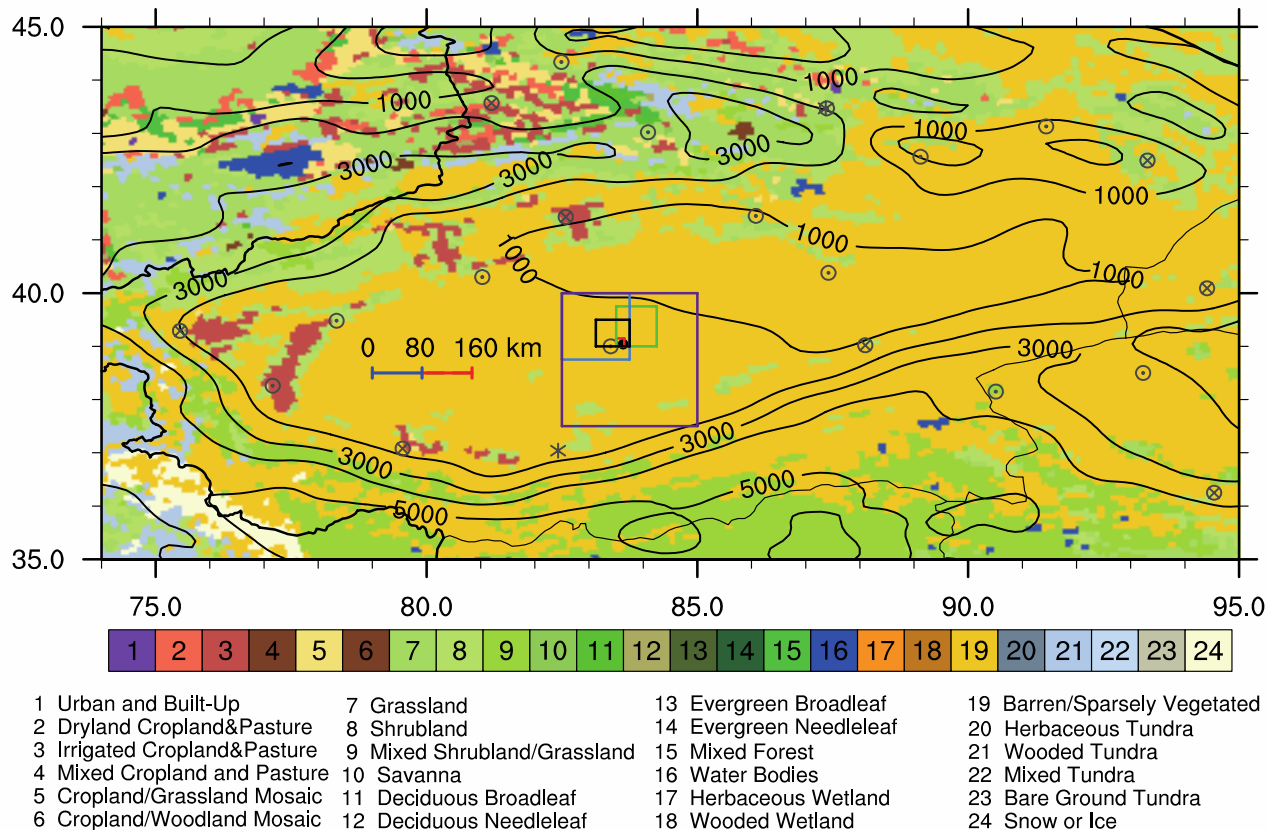 45.0
1000
1000
1000
3000
3000
3000
1000
1000
1000
1000
3000
40.0
0 80 160 km
3000
3000
3000
5000
5000
35.0
75.0 80.0 85.0 90.0 95.0
1 2 3 4 5 6 7 8 9 10 11 12 13 14 15 16 17 18 19 20 21 22 23 24
1 Urban and Built-Up
2 Dryland Cropland&Pasture
3 Irrigated Cropland&Pasture
4 Mixed Cropland and Pasture
5 Cropland/Grassland Mosaic
6 Cropland/Woodland Mosaic
7 Grassland
8 Shrubland
9 Mixed Shrubland/Grassland
10 Savanna
11 Deciduous Broadleaf
12 Deciduous Needleleaf
13 Evergreen Broadleaf
14 Evergreen Needleleaf
15 Mixed Forest
16 Water Bodies
17 Herbaceous Wetland
18 Wooded Wetland
19 Barren/Sparsely Vegetated
20 Herbaceous Tundra
21 Wooded Tundra
22 Mixed Tundra
23 Bare Ground Tundra
24 Snow or Ice